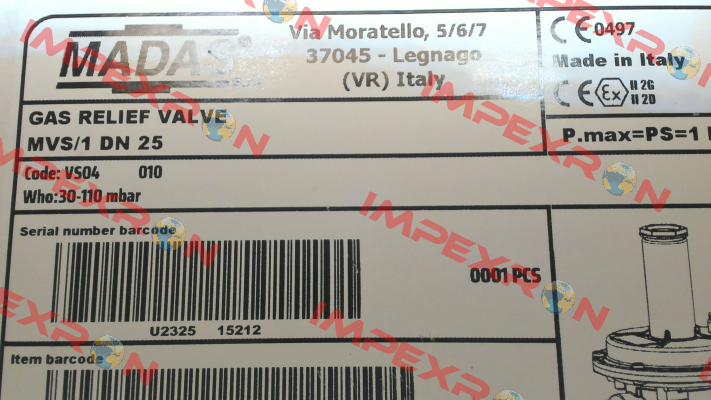 MADAS®
Via Moratello, 5/6/7
37045 - Legnago
(VR) Italy
CE 0497
Made in Italy
CE Ex II 2G
II 2D
GAS RELIEF VALVE
MVS/1 DN 25
P.max=PS=1
Code: VS04 010
Who:30-110 mbar
Serial number barcode
0001 PCS
U2325 15212
Item barcode
IMPEXRON